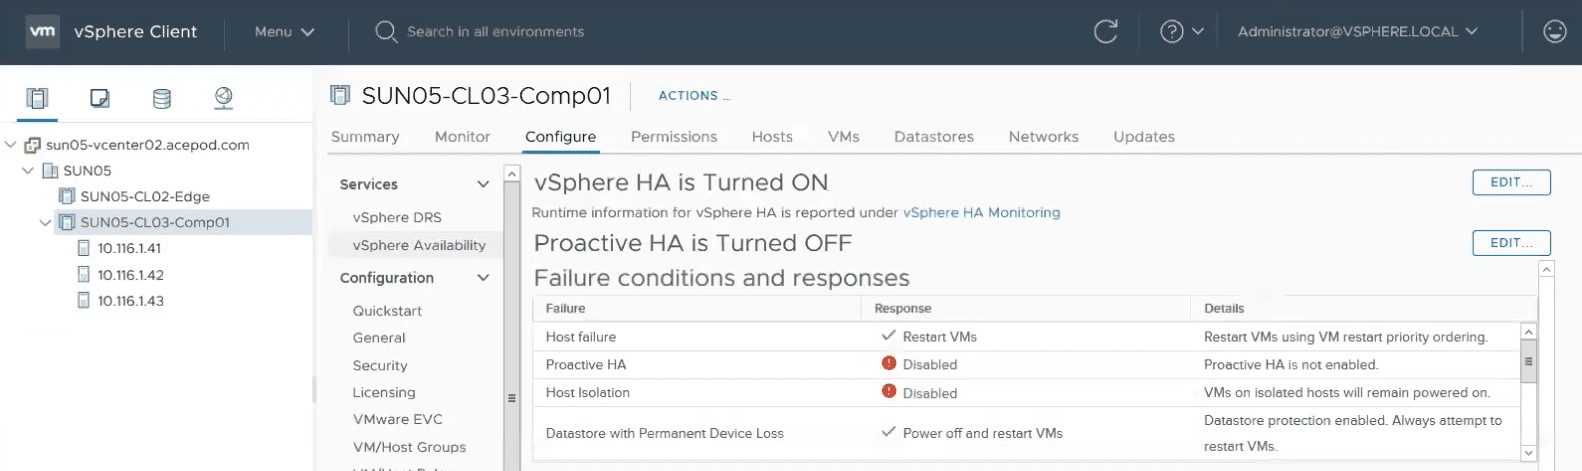 vm vSphere Client Menu Search in all environments Administrator@VSPHERE.LOCAL
SUN05-CL03-Comp01 ACTIONS ...
Summary Monitor Configure Permissions Hosts VMs Datastores Networks Updates
sun05-vcenter02.acepod.com
SUN05
SUN05-CL02-Edge
SUN05-CL03-Comp01
10.116.1.41
10.116.1.42
10.116.1.43
Services
vSphere DRS
vSphere Availability
Configuration
Quickstart
General
Security
Licensing
VMware EVC
VM/Host Groups
vSphere HA is Turned ON EDIT...
Runtime information for vSphere HA is reported under vSphere HA Monitoring
Proactive HA is Turned OFF EDIT...
Failure conditions and responses
Failure Response Details
Host failure Restart VMs Restart VMs using VM restart priority ordering.
Proactive HA Disabled Proactive HA is not enabled.
Host Isolation Disabled VMs on isolated hosts will remain powered on.
Datastore with Permanent Device Loss Power off and restart VMs Datastore protection enabled. Always attempt to
restart VMs.